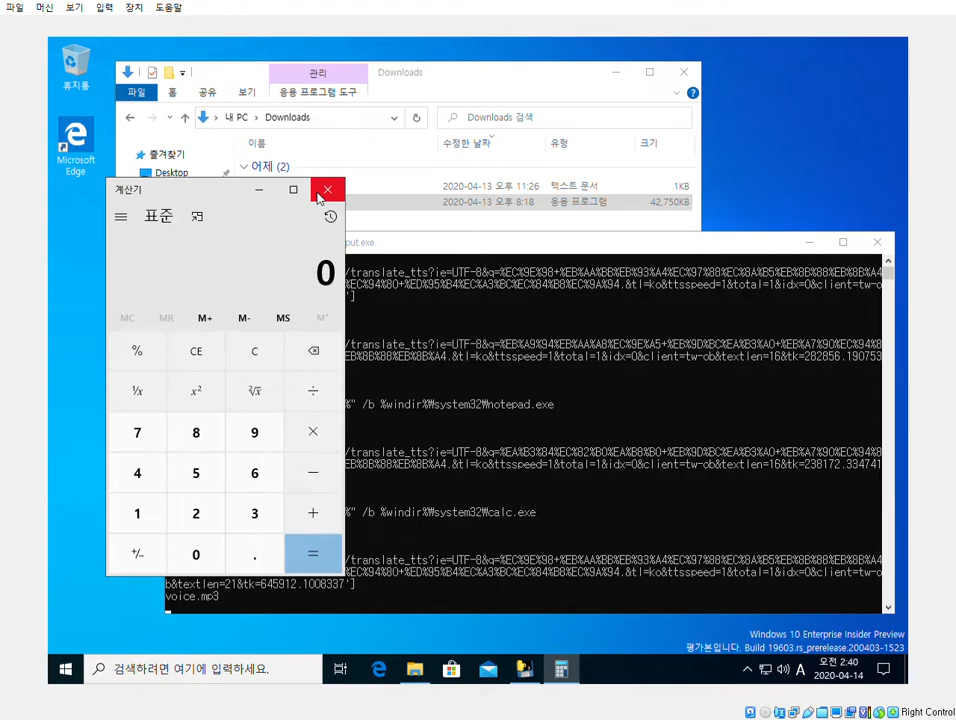 파일 머신 보기 입력 장치 도움말
휴지통
Microsoft
Edge
관리
Downloads
파일 홈 공유 보기 응용 프로그램 도구
내 PC > Downloads
Downloads 검색
이름 수정한 날짜 유형 크기
즐겨찾기
어제 (2)
Desktop
2020-04-13 오후 11:26 텍스트 문서 1KB
2020-04-13 오후 8:18 응용 프로그램 42,750KB
계산기
표준
0
MC MR M+ M- MS M˅
% CE C
¹/x x² ²√x ÷
7 8 9 ×
4 5 6 −
1 2 3 +
+/- 0 . =
put.exe
/translate_tts?ie=UTF-8&q=%EC%9E%98+%EB%AA%BB%EB%93%A4%EC%97%88%EC%8A%B5%EB%8B%88%EB%8B%A4
%EC%94%80+%ED%95%B4%EC%A3%BC%EC%84%B8%EC%9A%94.&tl=ko&ttsspeed=1&total=1&idx=0&client=tw-o
']
/translate_tts?ie=UTF-8&q=%EB%A9%94%EB%AA%A8%EC%9E%A5+%EB%9D%BC%EA%B3%A0+%EB%A7%90%EC%94%8
%EB%8B%88%EB%8B%A4.&tl=ko&ttsspeed=1&total=1&idx=0&client=tw-ob&textlen=16&tk=282856.190753
%" /b %windir%₩system32₩notepad.exe
/translate_tts?ie=UTF-8&q=%EA%B3%84%EC%82%B0%EA%B8%B0+%EB%9D%BC%EA%B3%A0+%EB%A7%90%EC%94%8
%EB%8B%88%EB%8B%A4.&tl=ko&ttsspeed=1&total=1&idx=0&client=tw-ob&textlen=16&tk=238172.334741
%" /b %windir%₩system32₩calc.exe
/translate_tts?ie=UTF-8&q=%EC%9E%98+%EB%AA%BB%EB%93%A4%EC%97%88%EC%8A%B5%EB%8B%88%EB%8B%A4
%EC%94%80+%ED%95%B4%EC%A3%BC%EC%84%B8%EC%9A%94.&tl=ko&ttsspeed=1&total=1&idx=0&client=tw-o
b&textlen=21&tk=645912.1008337']
voice.mp3
Windows 10 Enterprise Insider Preview
평가본입니다. Build 19603.rs_prerelease.200403-1523
검색하려면 여기에 입력하세요.
A
오전 2:40
2020-04-14
Right Control